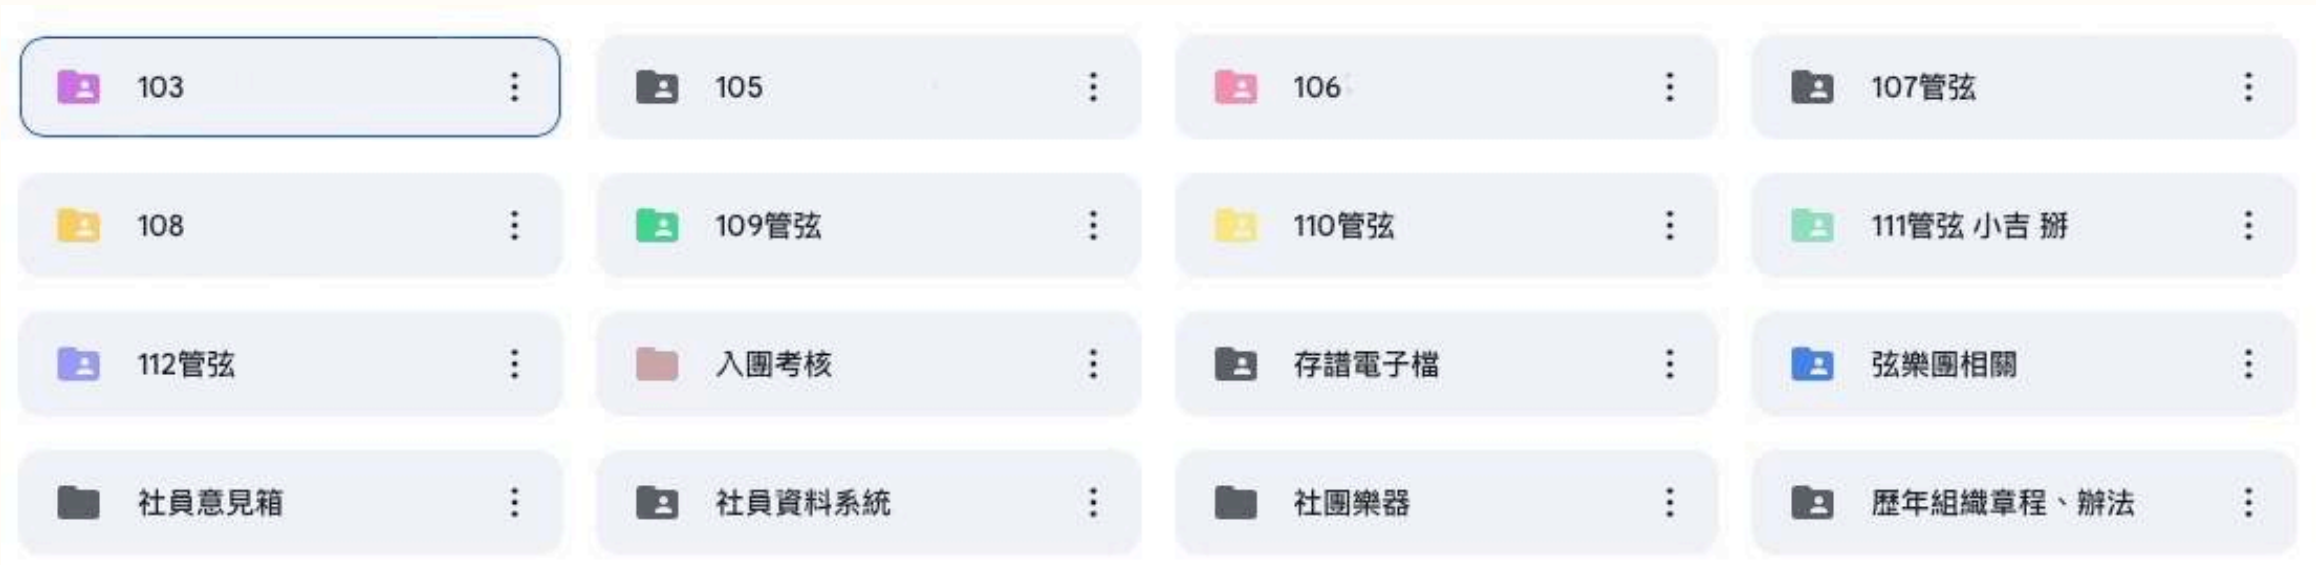 103
105
106
107管弦
108
109管弦
110管弦
111管弦 小吉 掰
112管弦
入團考核
存譜電子檔
弦樂團相關
社員意見箱
社員資料系統
社團樂器
歷年組織章程、辦法